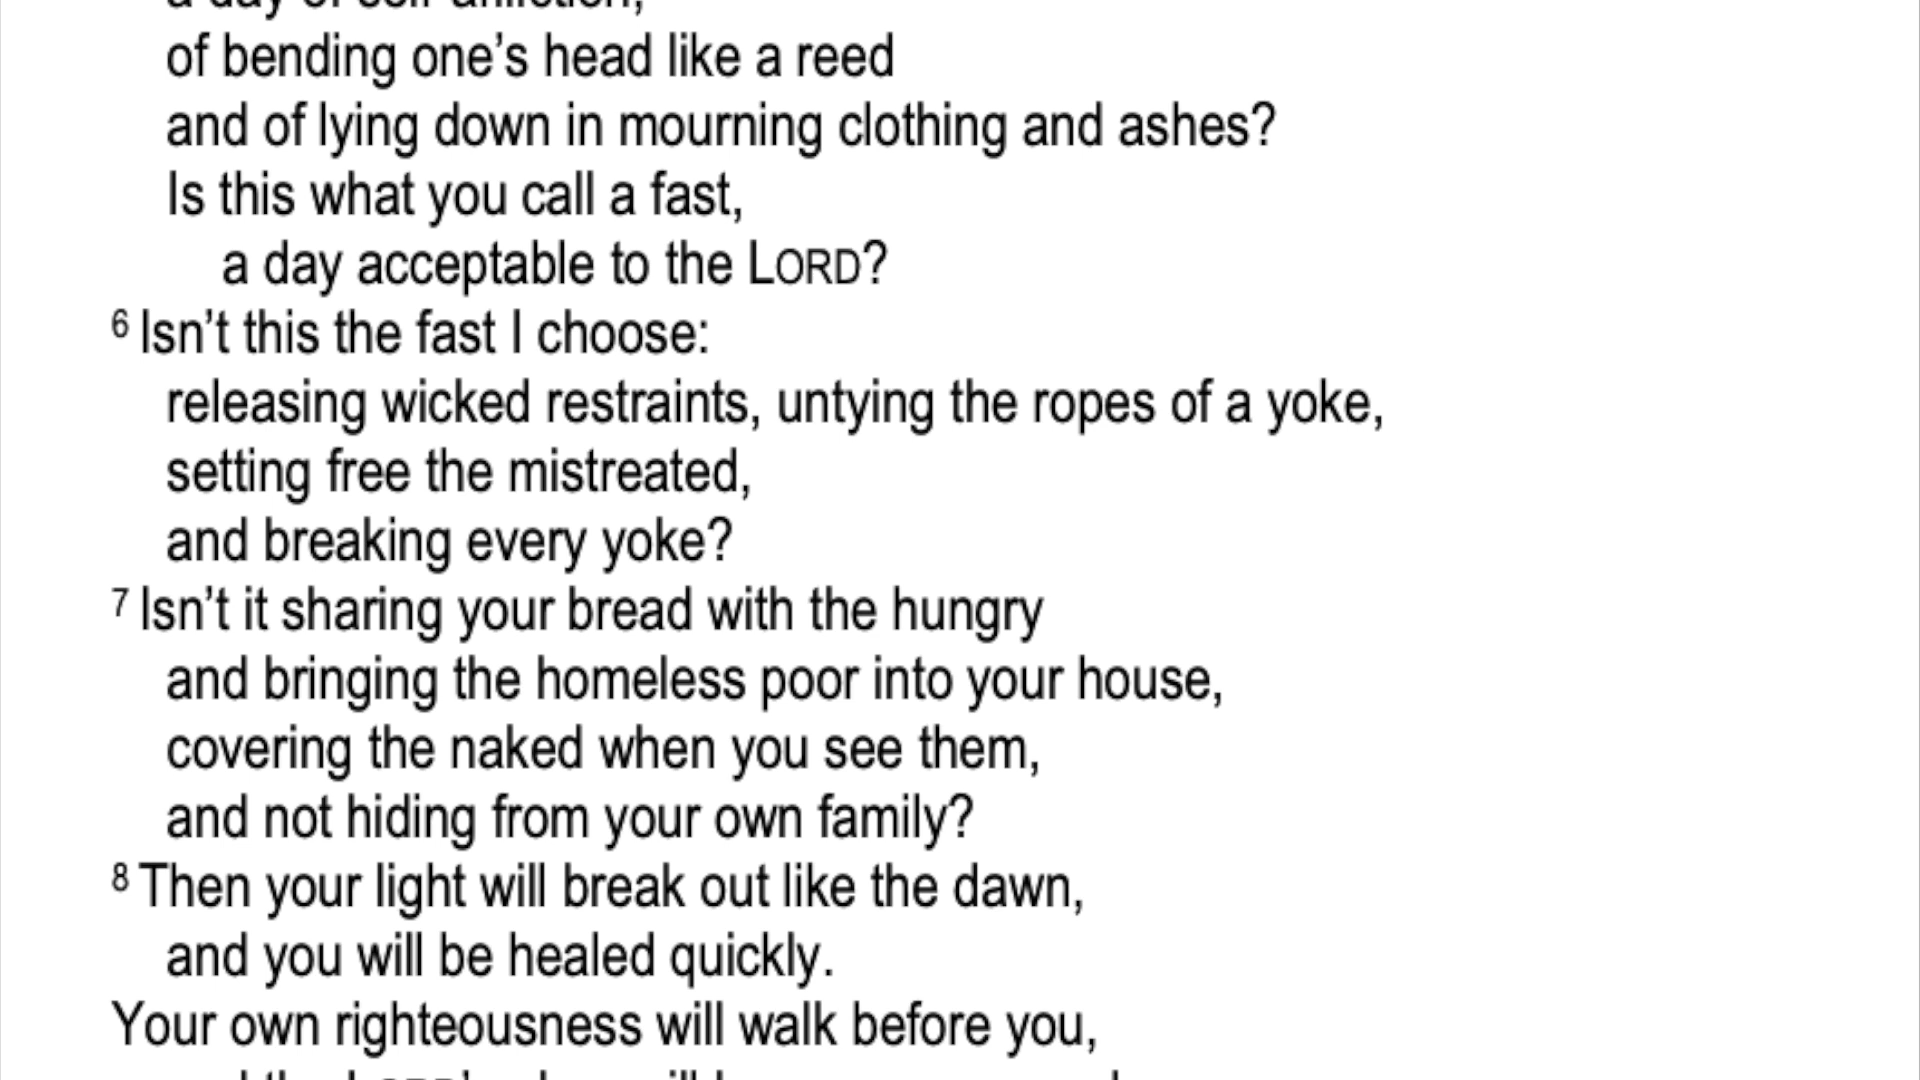 a day of self-affliction,
of bending one’s head like a reed
and of lying down in mourning clothing and ashes?
Is this what you call a fast,
a day acceptable to the LORD?
6 Isn’t this the fast I choose:
releasing wicked restraints, untying the ropes of a yoke,
setting free the mistreated,
and breaking every yoke?
7 Isn’t it sharing your bread with the hungry
and bringing the homeless poor into your house,
covering the naked when you see them,
and not hiding from your own family?
8 Then your light will break out like the dawn,
and you will be healed quickly.
Your own righteousness will walk before you,